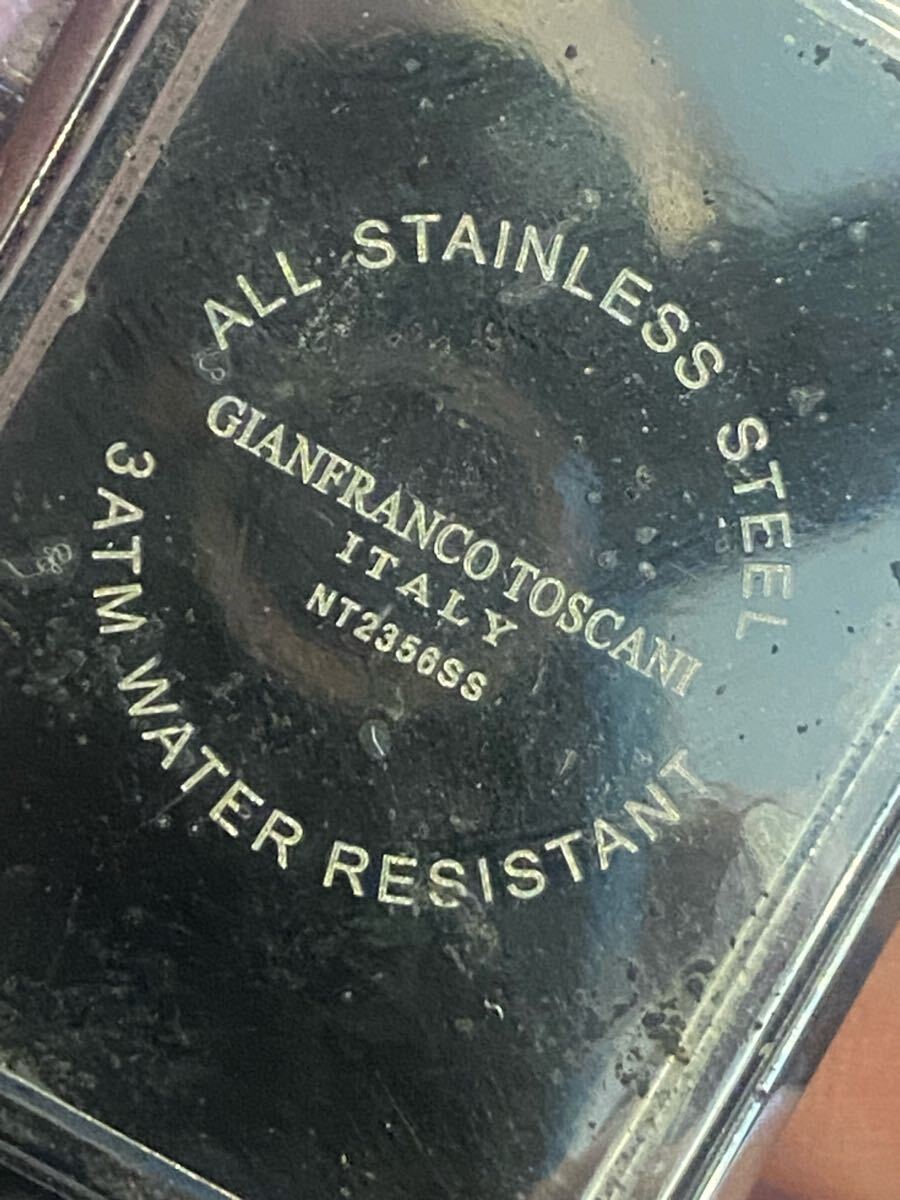 ALL STAINLESS STEEL
GIANFRANCO TOSCANI
ITALY
NT2356SS
3ATM WATER RESISTANT